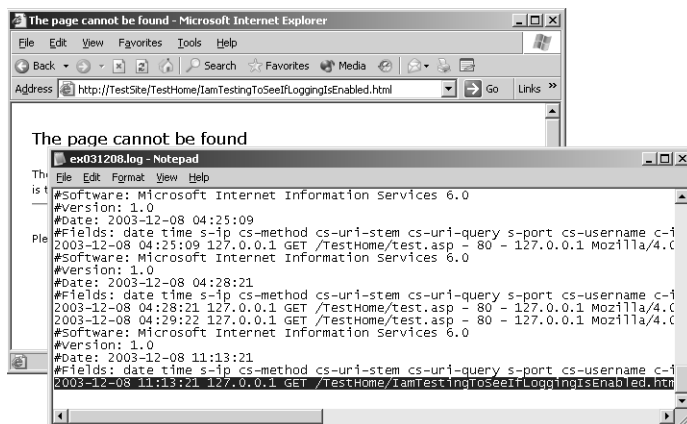 The page cannot be found - Microsoft Internet Explorer
File Edit View Favorites Tools Help
Back Search Favorites Media
Address http://TestSite/TestHome/IamTestingToSeeIfLoggingIsEnabled.html Go Links »
The page cannot be found
is
ex031208.log - Notepad
File Edit Format View Help
#Software: Microsoft Internet Information Services 6.0
#Version: 1.0
#Date: 2003-12-08 04:25:09
#Fields: date time s-ip cs-method cs-uri-stem cs-uri-query s-port cs-username c-i
2003-12-08 04:25:09 127.0.0.1 GET /TestHome/test.asp - 80 - 127.0.0.1 Mozilla/4.0
#Software: Microsoft Internet Information Services 6.0
#Version: 1.0
#Date: 2003-12-08 04:28:21
#Fields: date time s-ip cs-method cs-uri-stem cs-uri-query s-port cs-username c-i
2003-12-08 04:28:21 127.0.0.1 GET /TestHome/test.asp - 80 - 127.0.0.1 Mozilla/4.0
2003-12-08 04:29:22 127.0.0.1 GET /TestHome/test.asp - 80 - 127.0.0.1 Mozilla/4.0
#Software: Microsoft Internet Information Services 6.0
#Version: 1.0
#Date: 2003-12-08 11:13:21
#Fields: date time s-ip cs-method cs-uri-stem cs-uri-query s-port cs-username c-i
2003-12-08 11:13:21 127.0.0.1 GET /TestHome/IamTestingToSeeIfLoggingIsEnabled.htm